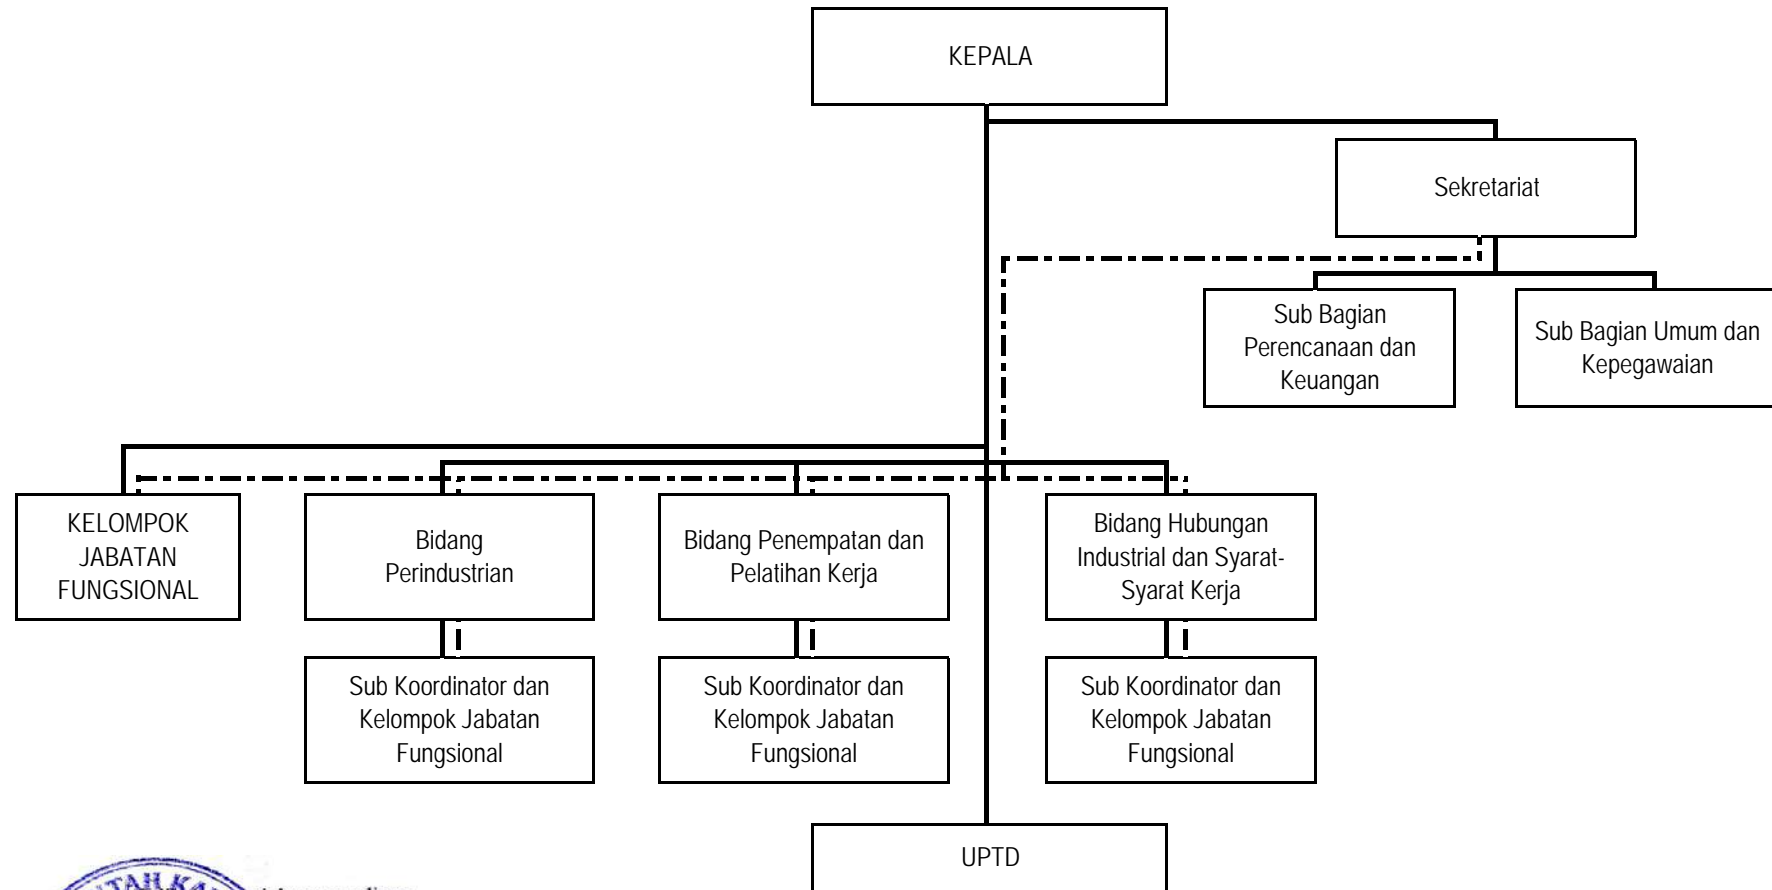 KEPALA
Sekretariat
Sub Bagian
Perencanaan dan
Keuangan
Sub Bagian Umum dan
Kepegawaian
KELOMPOK
JABATAN
FUNGSIONAL
Bidang
Perindustrian
Bidang Penempatan dan
Pelatihan Kerja
Bidang Hubungan
Industrial dan Syarat-
Syarat Kerja
Sub Koordinator dan
Kelompok Jabatan
Fungsional
Sub Koordinator dan
Kelompok Jabatan
Fungsional
Sub Koordinator dan
Kelompok Jabatan
Fungsional
UPTD